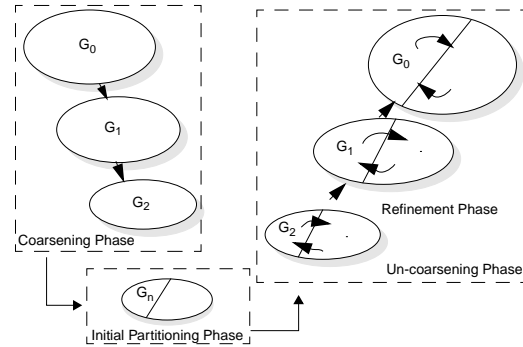 G0
G1
G2
Coarsening Phase
Gn
Initial Partitioning Phase
G0
G1
G2
Refinement Phase
Un-coarsening Phase